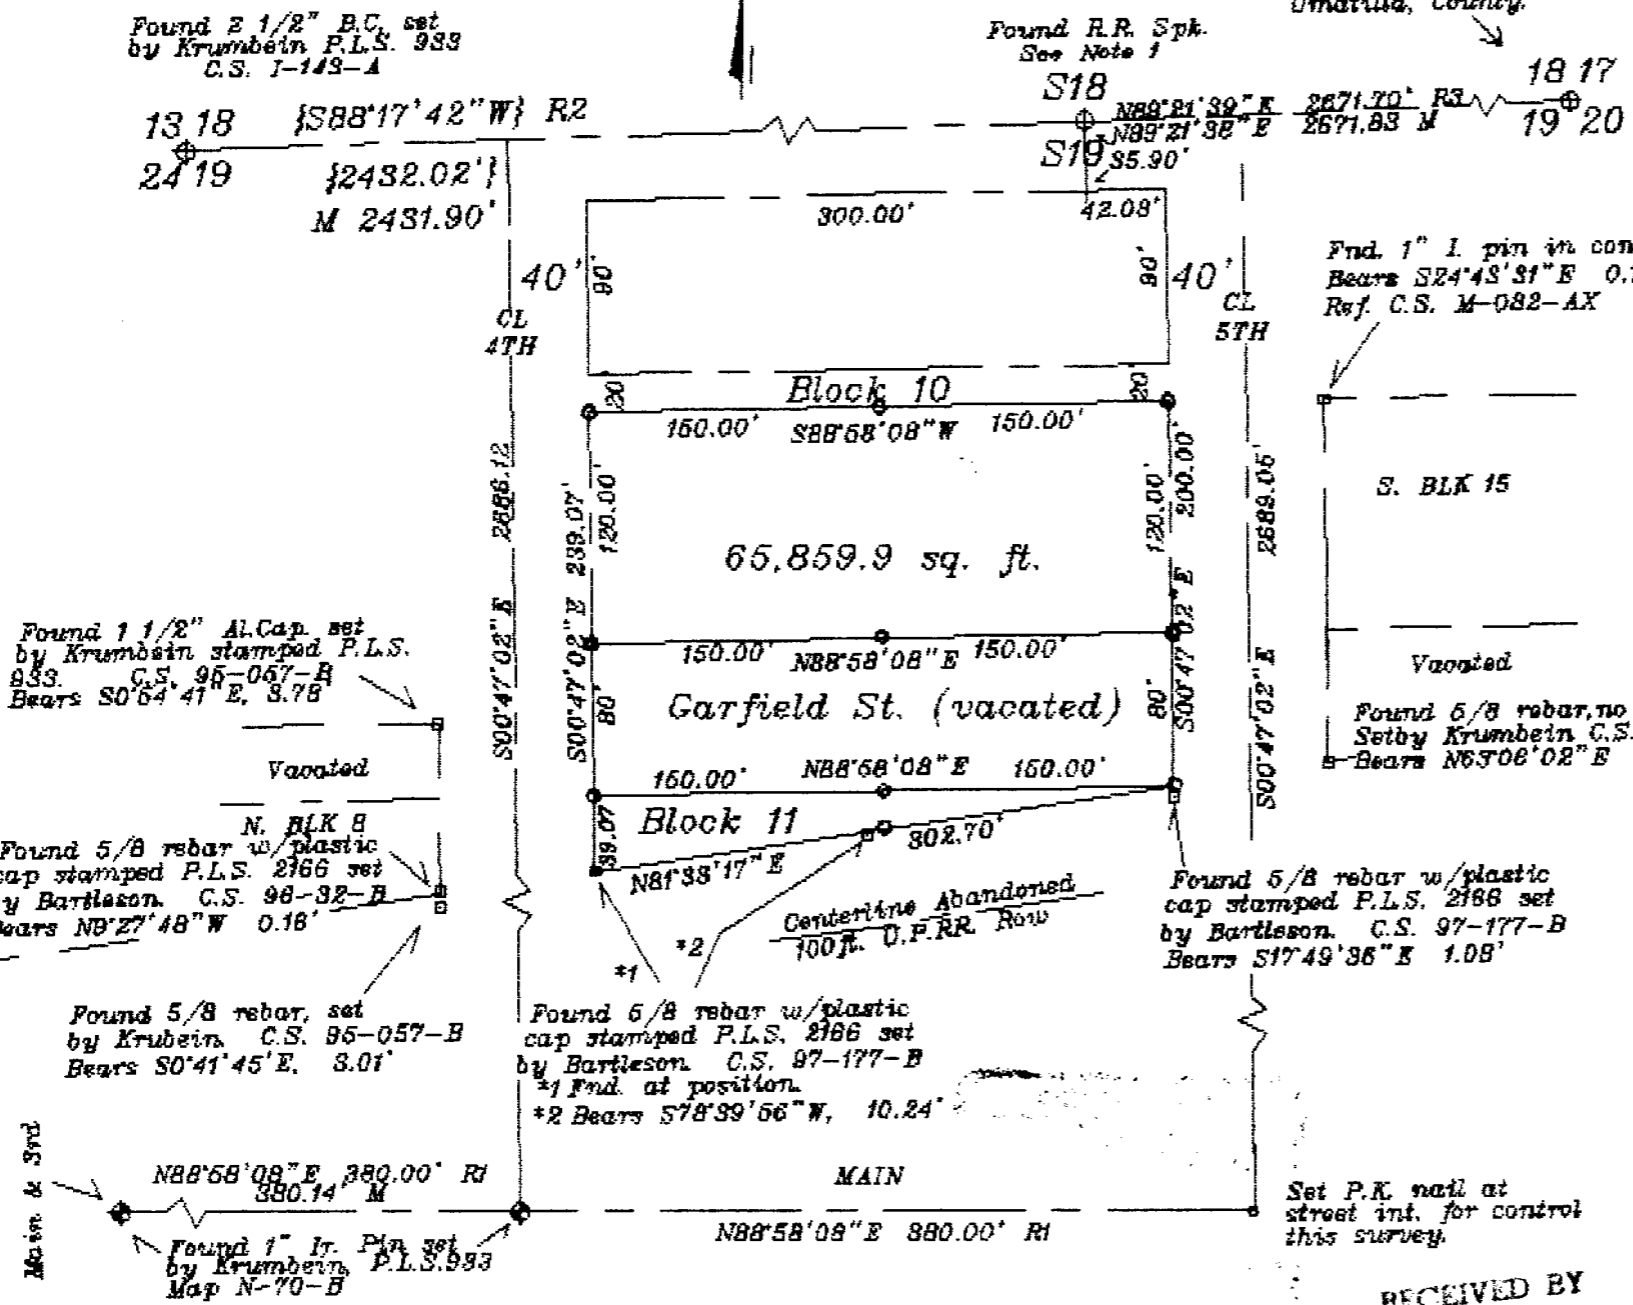 Found 2 1/2" B.C. set
by Krumbein P.L.S. 933
C.S. I-143-A
Found R.R. Spk.
See Note 1
Umatilla, County.
13 18
24 19
{S88°17'42"W} R2
{2432.02'}
M 2431.90'
S18
S19
N89°21'39"E 2671.70' R3
N89°21'38"E 2671.83 M
35.90'
18 17
19 20
300.00'
42.08'
40'
90'
90'
40'
CL
4TH
CL
5TH
Fnd. 1" I. pin in con
Bears S24°43'31"E
Ref. C.S. M-082-AX
20'
Block 10
20'
150.00'
S88°58'08"W
150.00'
S00°47'02"E 2686.12
S00°47'02"E 239.07'
120.00'
120.00'
S00°47'02"E 200.00'
S00°47'02"E 2689.05'
S. BLK 15
65,859.9 sq. ft.
150.00'
N88°58'08"E
150.00'
Vacated
Found 1 1/2" Al.Cap. set
by Krumbein stamped P.L.S.
933. C.S. 95-057-B
Bears S0°54'41"E, 3.78'
80'
Garfield St. (vacated)
80'
Found 5/8 rebar, no
Setby Krumbein C.S.
Bears N63°06'02"E
Vacated
N. BLK 8
150.00'
N88°58'08"E
150.00'
Block 11
39.07
N81°38'17"E
302.70'
Found 5/8 rebar w/plastic
cap stamped P.L.S. 2166 set
by Bartleson. C.S. 96-32-B
Bears N9°27'48"W 0.16'
Centerline Abandoned
100ft. U.P.RR. Row
Found 5/8 rebar w/plastic
cap stamped P.L.S. 2166 set
by Bartleson. C.S. 97-177-B
Bears S17°49'36"E 1.08'
*1
*2
Found 5/8 rebar, set
by Krubein C.S. 95-057-B
Bears S0°41'45"E, 3.01'
Found 5/8 rebar w/plastic
cap stamped P.L.S. 2166 set
by Bartleson. C.S. 97-177-B
*1 Fnd. at position.
*2 Bears S78°39'56"W, 10.24'
Main & 3rd
N88°58'08"E 380.00' R1
380.14' M
MAIN
N88°58'08"E 380.00' R1
Found 1" Ir. Pin set
by Krumbein, P.L.S.933
Map N-70-B
Set P.K. nail at
street int. for control
this survey.
RECEIVED BY